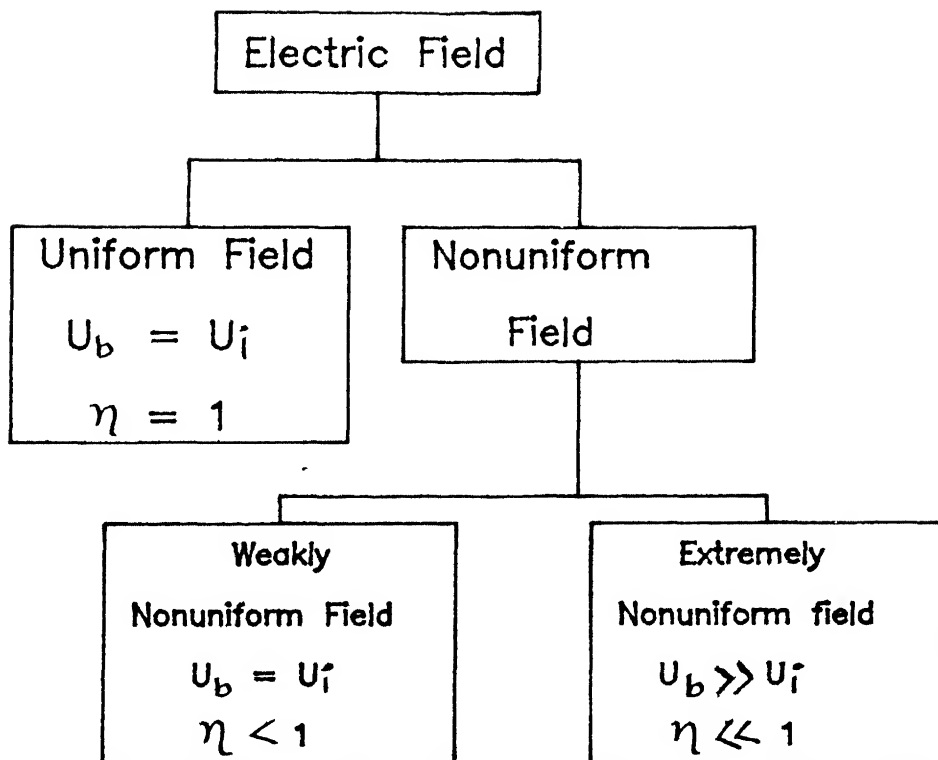 Electric Field
Uniform Field
U_b = U_i
η = 1
Nonuniform
Field
Weakly
Nonuniform Field
U_b = U_i
η < 1
Extremely
Nonuniform field
U_b >> U_i
η << 1